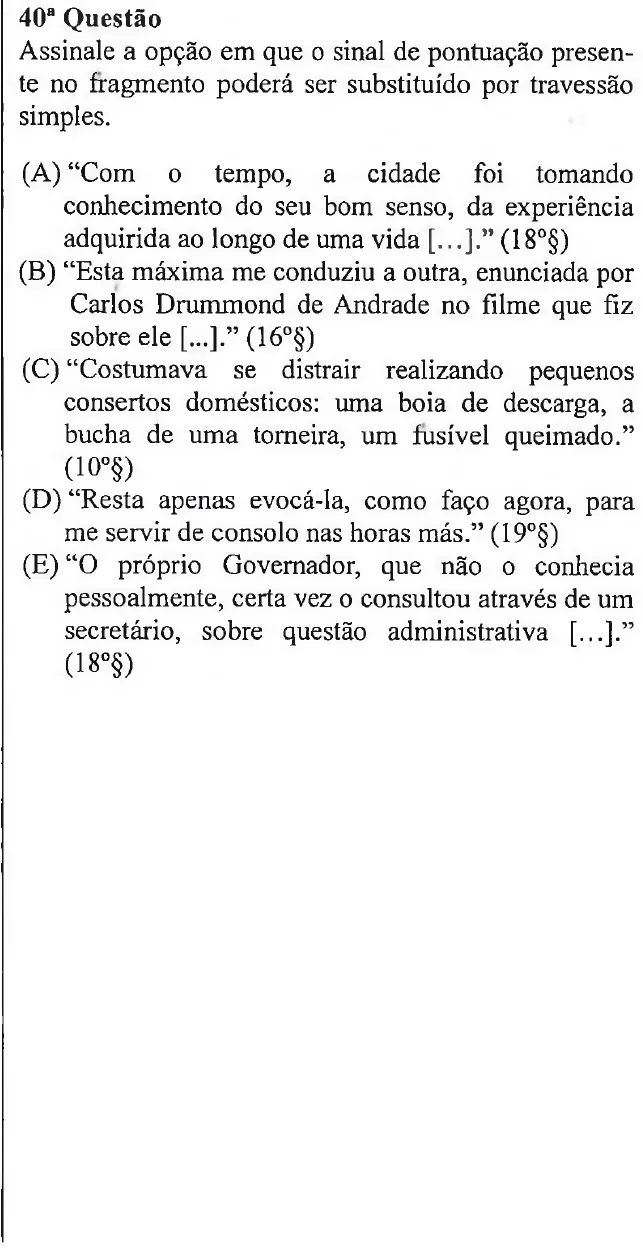 40ª Questão
Assinale a opção em que o sinal de pontuação presen-
te no fragmento poderá ser substituído por travessão
simples.
(A) “Com o tempo, a cidade foi tomando
conhecimento do seu bom senso, da experiência
adquirida ao longo de uma vida [...].” (18º§)
(B) “Esta máxima me conduziu a outra, enunciada por
Carlos Drummond de Andrade no filme que fiz
sobre ele [...].” (16º§)
(C) “Costumava se distrair realizando pequenos
consertos domésticos: uma boia de descarga, a
bucha de uma torneira, um fusível queimado.”
(10º§)
(D) “Resta apenas evocá-la, como faço agora, para
me servir de consolo nas horas más.” (19º§)
(E) “O próprio Governador, que não o conhecia
pessoalmente, certa vez o consultou através de um
secretário, sobre questão administrativa [...].”
(18º§)